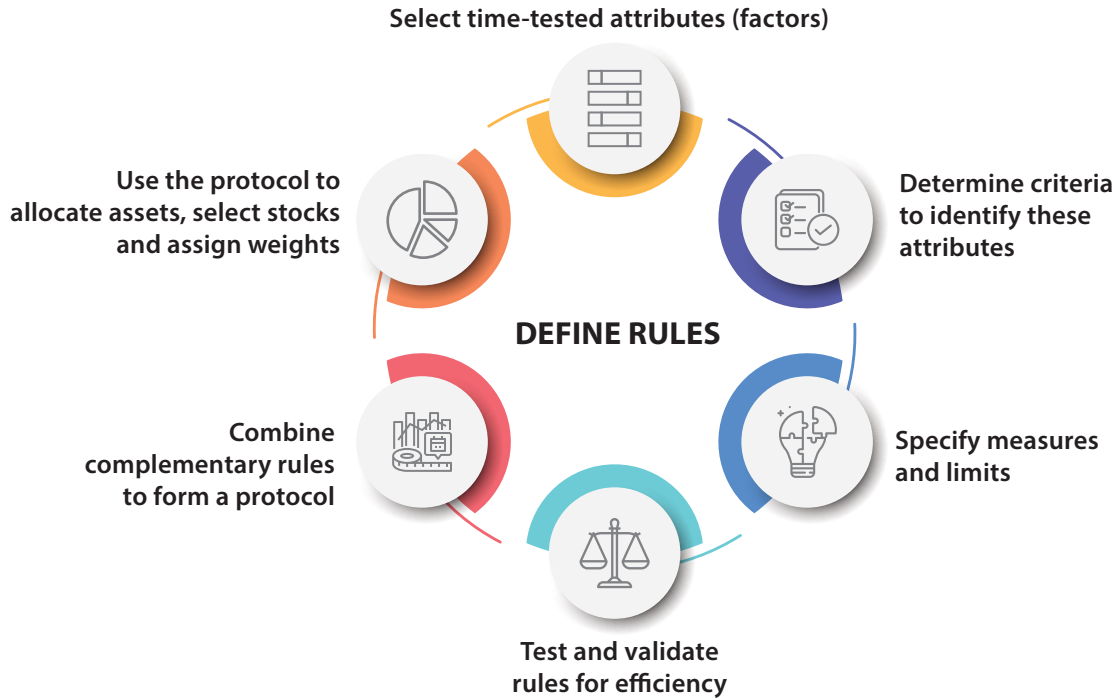 Select time-tested attributes (factors)
Determine criteria
to identify these
attributes
Specify measures
and limits
Test and validate
rules for efficiency
Combine
complementary rules
to form a protocol
Use the protocol to
allocate assets, select stocks
and assign weights
DEFINE RULES